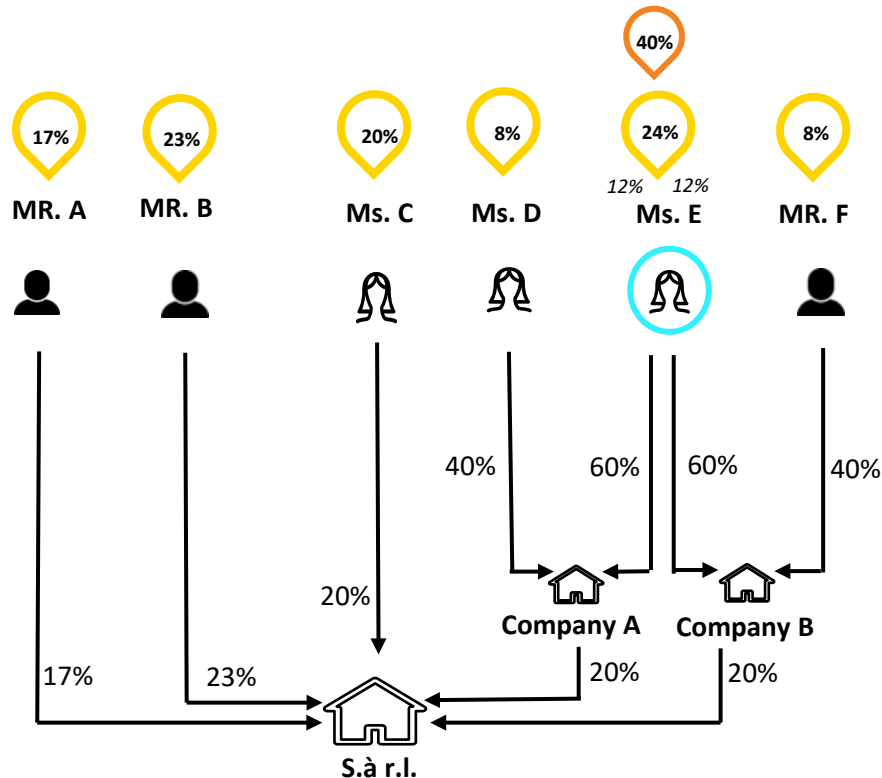 40%
17%
23%
20%
8%
24%
8%
12%
12%
MR. A
MR. B
Ms. C
Ms. D
Ms. E
MR. F
40%
60%
60%
40%
20%
Company A
Company B
17%
23%
20%
20%
S.à r.l.